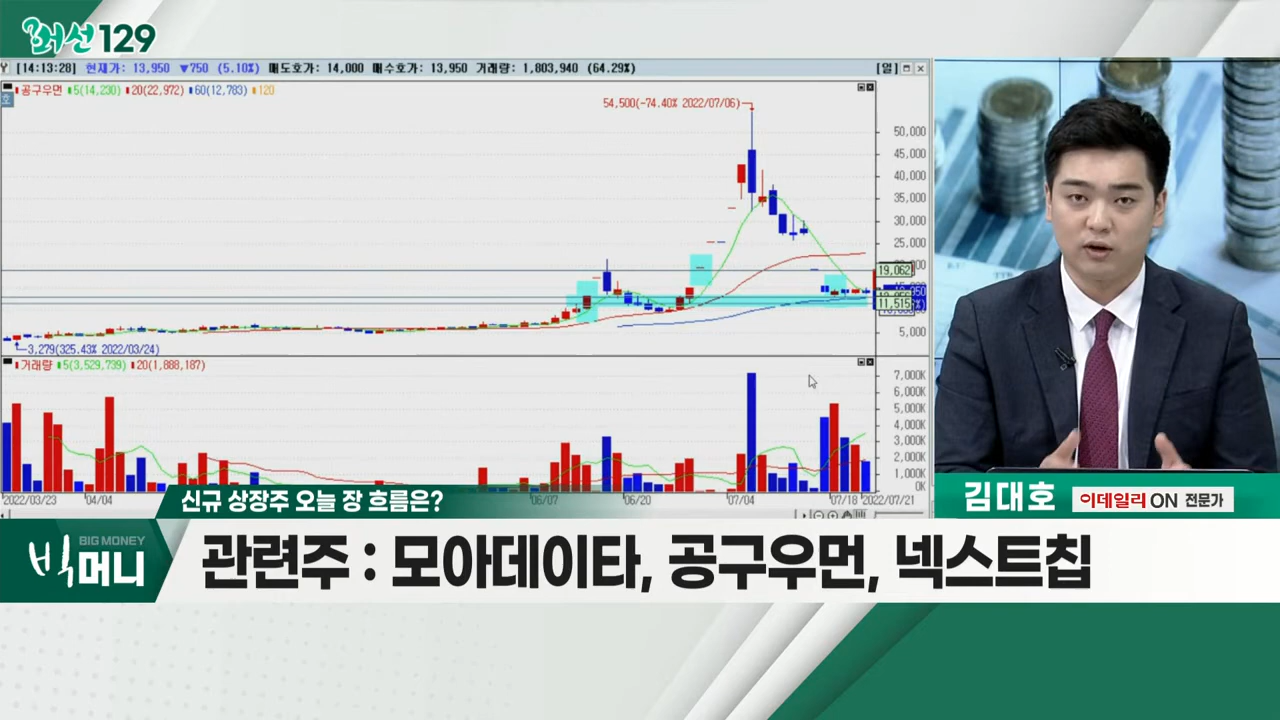 최선129
[14:13:28] 현재가: 13,950 ▼750 (5.10%) 매도호가: 14,000 매수호가: 13,950 거래량: 1,803,940 (64.29%) [일]
공구우먼 5(14,230) 20(22,972) 60(12,783) 120
54,500(-74.40% 2022/07/06)
50,000
45,000
40,000
35,000
30,000
25,000
19,062
11,515
5,000
3,279(325.43% 2022/03/24)
거래량 5(3,529,739) 20(1,888,187)
7,000K
6,000K
5,000K
4,000K
3,000K
2,000K
1,000K
0K
2022/03/23 04/04 06/07 06/20 07/04 07/18 2022/07/21
김대호 이데일리 ON 전문가
신규 상장주 오늘 장 흐름은?
BIG MONEY
빅머니
관련주 : 모아데이타, 공구우먼, 넥스트칩